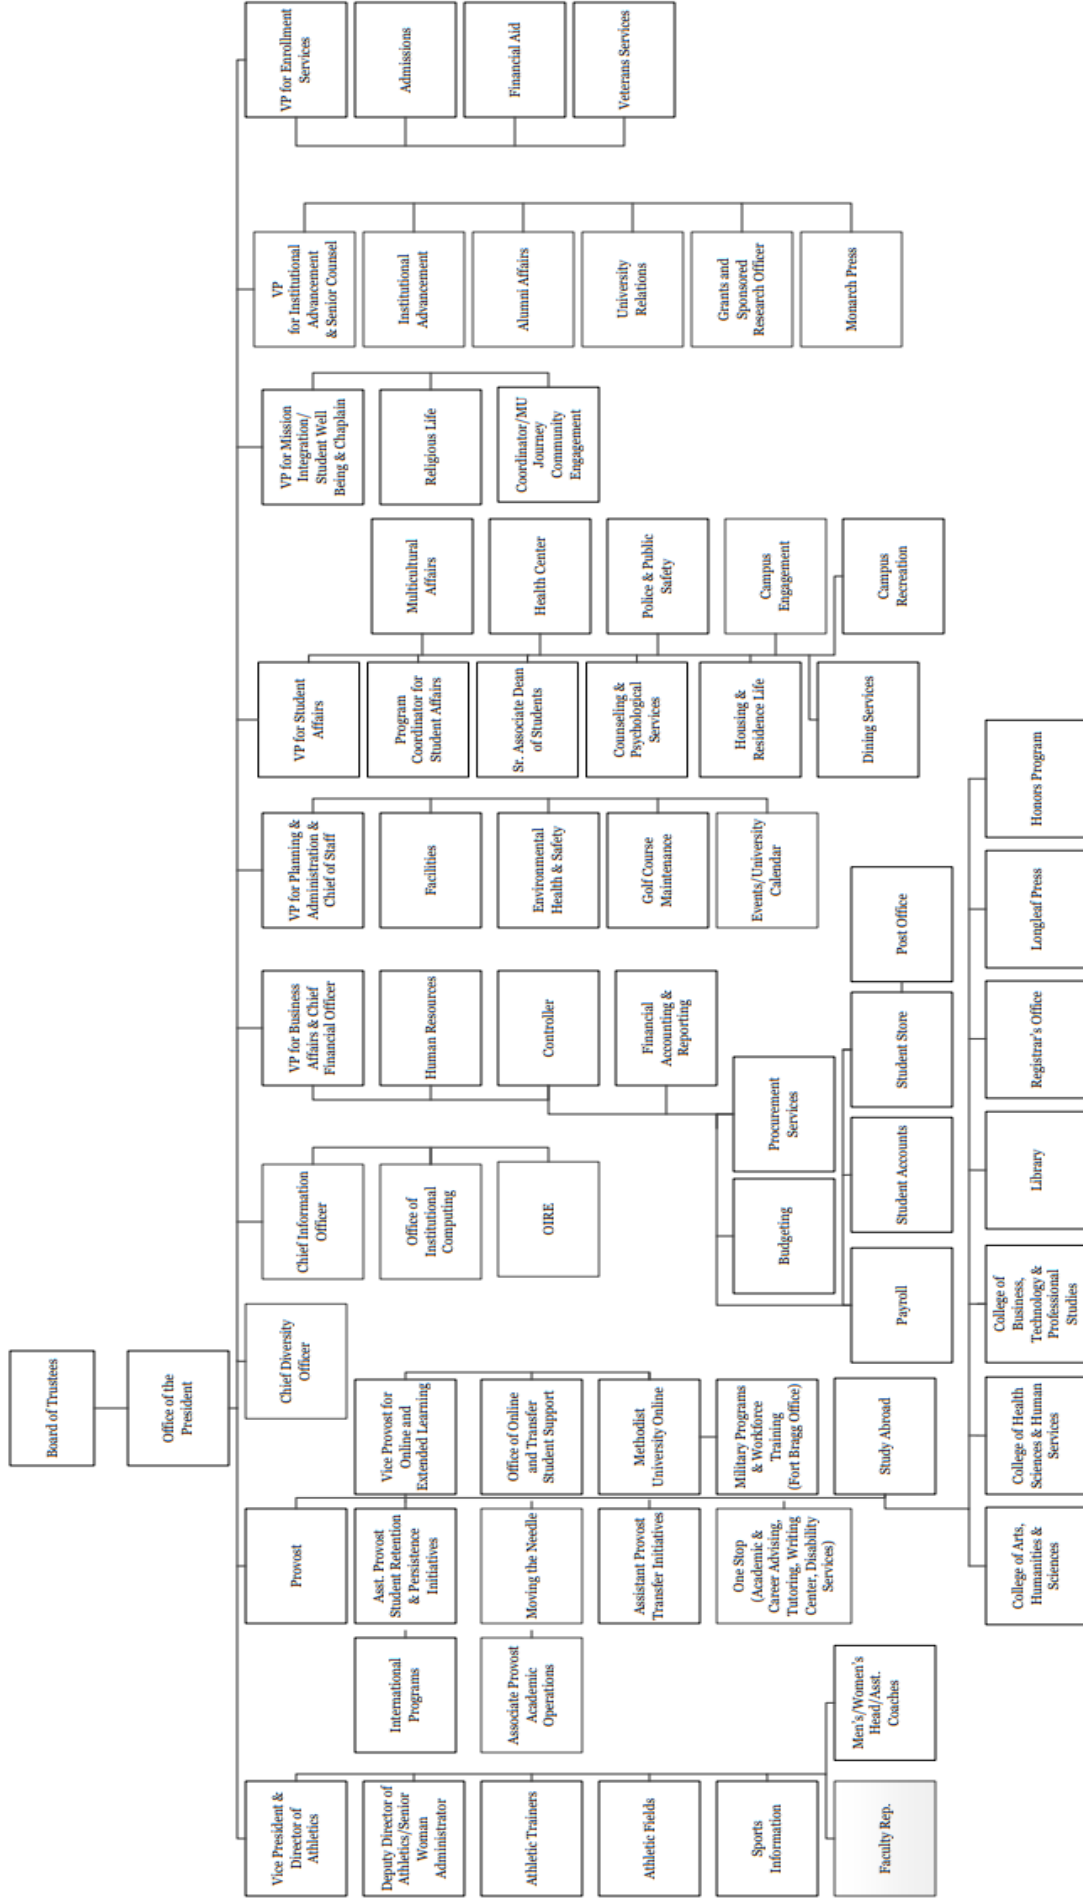 Board of Trustees
Office of the
President
Vice President &
Director of
Athletics
Deputy Director of
Athletics/Senior
Woman
Administrator
Athletic Trainers
Athletic Fields
Sports
Information
Faculty Rep.
Men's/Women's
Head/Asst.
Coaches
Provost
International
Programs
Asst. Provost
Student Retention
& Persistence
Initiatives
Vice Provost for
Online and
Extended Learning
Associate Provost
Academic
Operations
Moving the Needle
Office of Online
and Transfer
Student Support
Assistant Provost
Transfer Initiatives
Methodist
University Online
One Stop
(Academic &
Career Advising,
Tutoring, Writing
Center, Disability
Services)
Military Programs
& Workforce
Training
(Fort Bragg Office)
Study Abroad
College of Arts,
Humanities &
Sciences
College of Health
Sciences & Human
Services
College of
Business,
Technology &
Professional
Studies
Library
Registrar's Office
Longleaf Press
Honors Program
Chief Diversity
Officer
Chief Information
Officer
Office of
Institutional
Computing
OIRE
VP for Business
Affairs & Chief
Financial Officer
Human Resources
Controller
Financial
Accounting &
Reporting
Budgeting
Procurement
Services
Payroll
Student Accounts
Student Store
Post Office
VP for Planning &
Administration &
Chief of Staff
Facilities
Environmental
Health & Safety
Golf Course
Maintenance
Events/University
Calendar
VP for Student
Affairs
Program
Coordinator for
Student Affairs
Multicultural
Affairs
Sr. Associate Dean
of Students
Health Center
Counseling &
Psychological
Services
Police & Public
Safety
Housing &
Residence Life
Campus
Engagement
Dining Services
Campus
Recreation
VP for Mission
Integration/
Student Well
Being & Chaplain
Religious Life
Coordinator/MU
Journey
Community
Engagement
VP
for Institutional
Advancement
& Senior Counsel
Institutional
Advancement
Alumni Affairs
University
Relations
Grants and
Sponsored
Research Officer
Monarch Press
VP for Enrollment
Services
Admissions
Financial Aid
Veterans Services